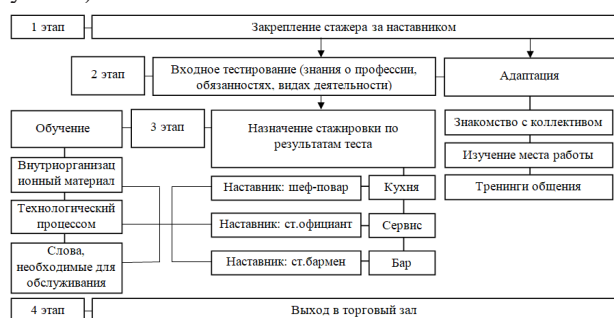 1 этап
Закрепление стажера за наставником
2 этап
Входное тестирование (знания о профессии,
обязанностях, видах деятельности)
Адаптация
Обучение
3 этап
Назначение стажировки по
результатам теста
Знакомство с коллективом
Изучение места работы
Тренинги общения
Внутриорганизац
ионный материал
Технологический
процессом
Слова,
необходимые для
обслуживания
Наставник: шеф-повар
Кухня
Наставник: ст.официант
Сервис
Наставник: ст.бармен
Бар
4 этап
Выход в торговый зал